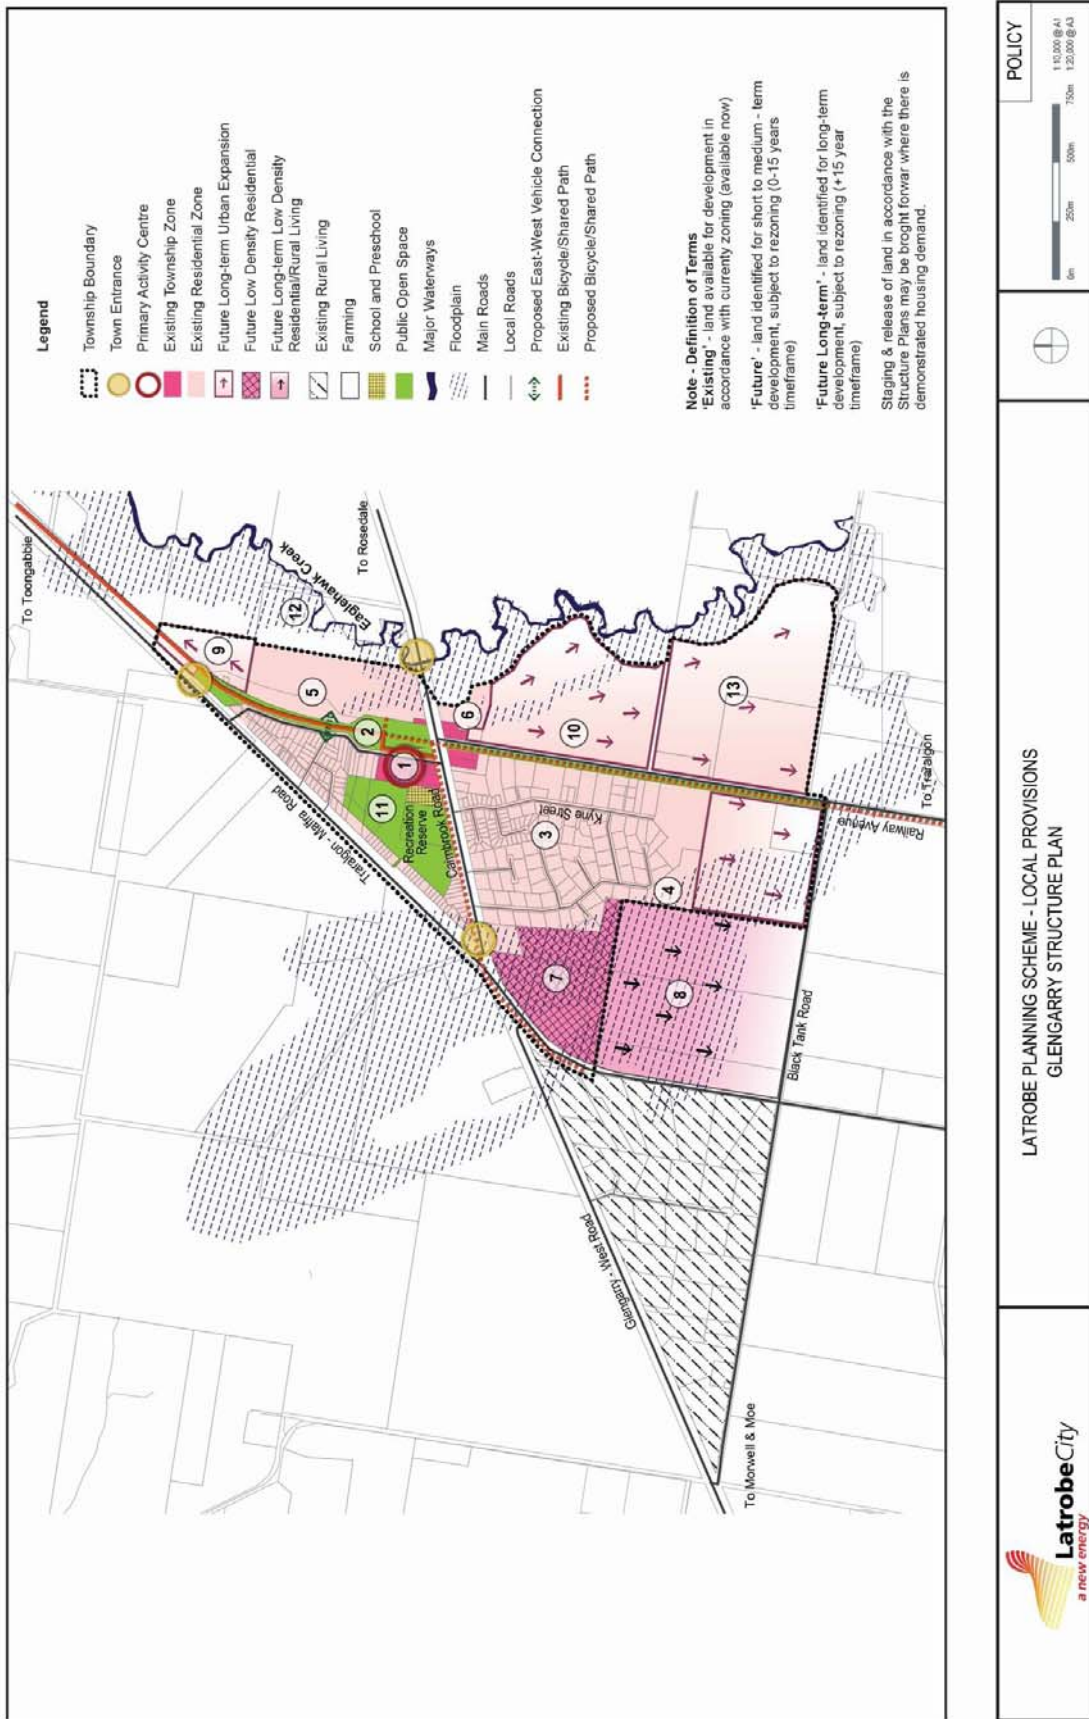 Legend
Township Boundary
Town Entrance
Primary Activity Centre
Existing Township Zone
Existing Residential Zone
Future Long-term Urban Expansion
Future Low Density Residential
Future Long-term Low Density
Residential/Rural Living
Existing Rural Living
Farming
School and Preschool
Public Open Space
Major Waterways
Floodplain
Main Roads
Local Roads
Proposed East-West Vehicle Connection
Existing Bicycle/Shared Path
Proposed Bicycle/Shared Path
Note - Definition of Terms
'Existing' - land available for development in
accordance with currently zoning (available now)
'Future' - land identified for short to medium - term
development, subject to rezoning (0-15 years
timeframe)
'Future Long-term' - land identified for long-term
development, subject to rezoning (+15 year
timeframe)
Staging & release of land in accordance with the
Structure Plans may be broght forwar where there is
demonstrated housing demand.
To Toongabbie
To Rosedale
Eaglehawk Creek
Traralgon - Maffra Road
Recreation
Reserve
Cairnbrook Road
Kyne Street
Railway Avenue
To Traralgon
Black Tank Road
Glengarry - West Road
To Morwell & Moe
1
2
3
4
5
6
7
8
9
10
11
12
13
LatrobeCity
a new energy
LATROBE PLANNING SCHEME - LOCAL PROVISIONS
GLENGARRY STRUCTURE PLAN
POLICY
0m 250m 500m 750m
1:10,000 @ A1
1:20,000 @ A3